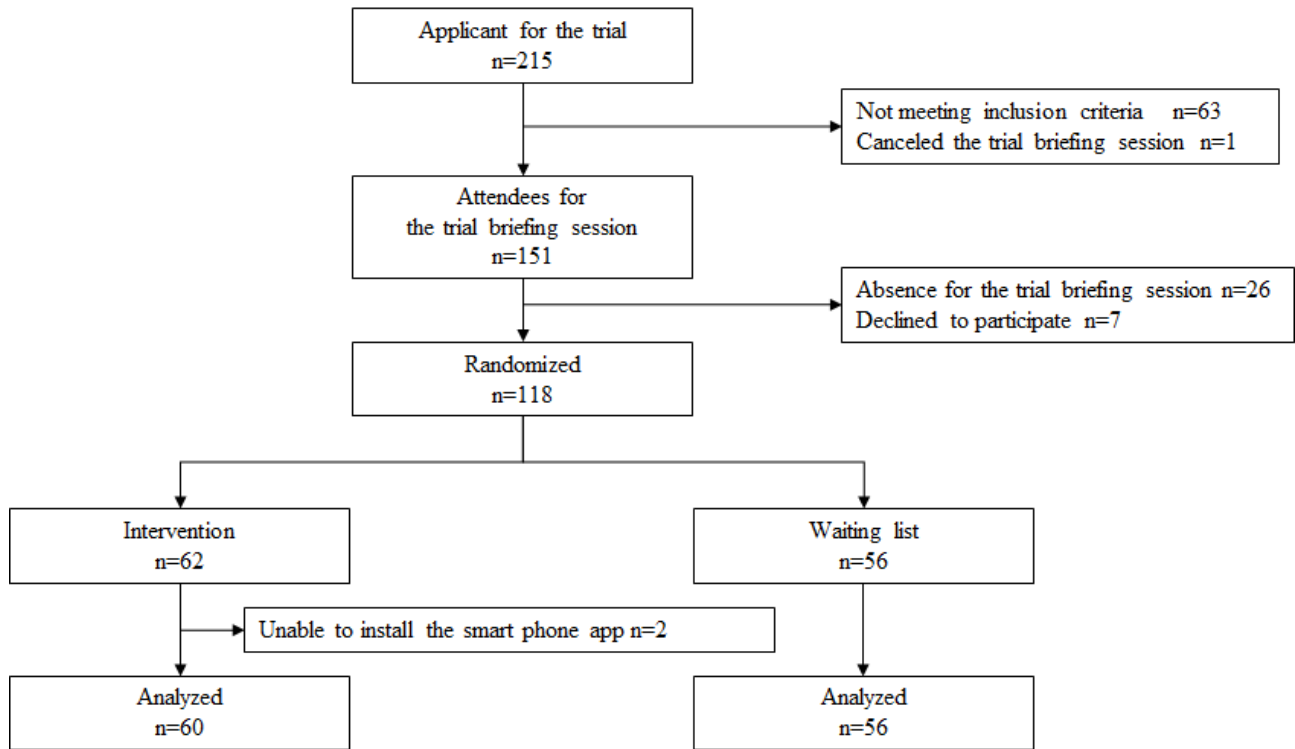 Applicant for the trial
n=215
Not meeting inclusion criteria n=63
Canceled the trial briefing session n=1
Attendees for
the trial briefing session
n=151
Absence for the trial briefing session n=26
Declined to participate n=7
Randomized
n=118
Intervention
n=62
Waiting list
n=56
Unable to install the smart phone app n=2
Analyzed
n=60
Analyzed
n=56